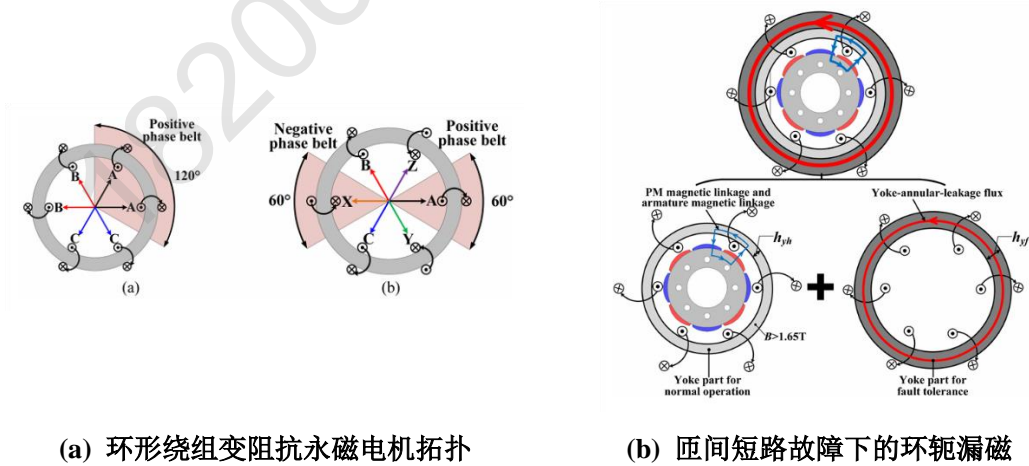 Positive
phase belt
120°
A
A
B
B
C
C
(a)
Negative
phase belt
Positive
phase belt
60°
60°
B
Z
X
A
C
Y
(b)
PM magnetic linkage and
armature magnetic linkage
Yoke-annular-leakage flux
hyh
hyf
B>1.65T
Yoke part for
normal operation
Yoke part for
fault tolerance
(a) 环形绕组变阻抗永磁电机拓扑
(b) 匝间短路故障下的环轭漏磁